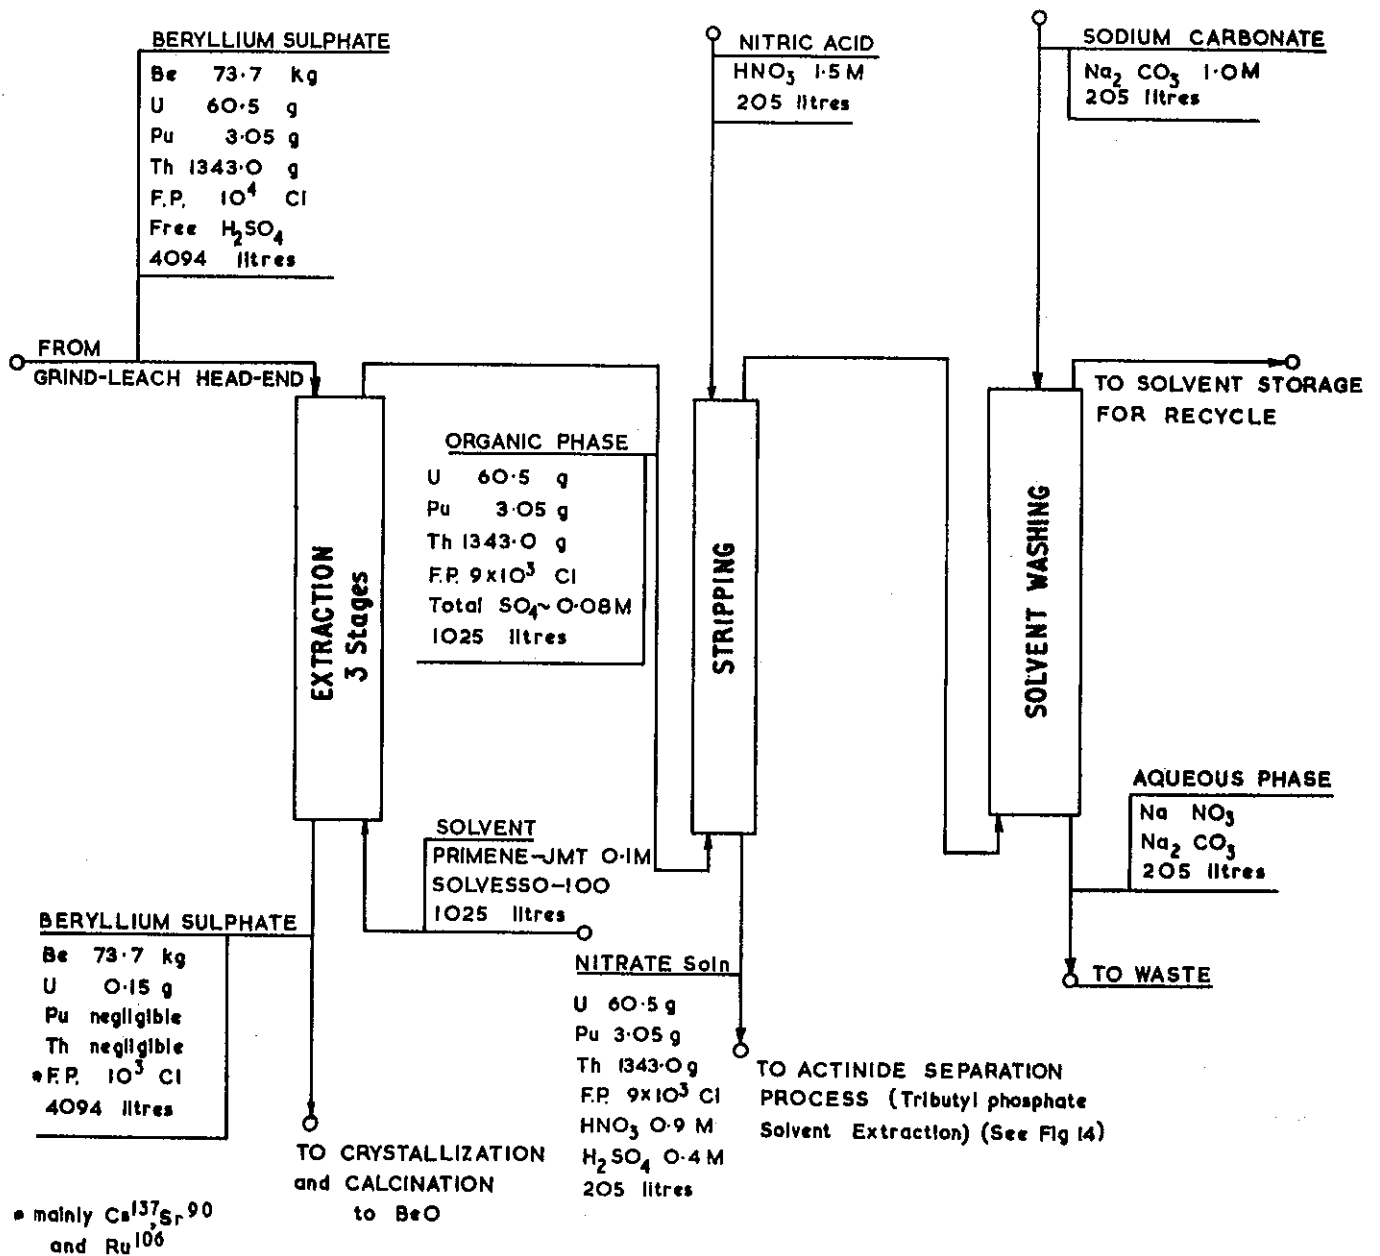 BERYLLIUM SULPHATE
Be 73·7 kg
U 60·5 g
Pu 3·05 g
Th 1343·0 g
F.P. 10⁴ CI
Free H₂SO₄
4094 litres
NITRIC ACID
HNO₃ 1·5 M
205 litres
SODIUM CARBONATE
Na₂ CO₃ 1·0M
205 litres
FROM
GRIND-LEACH HEAD-END
TO SOLVENT STORAGE
FOR RECYCLE
EXTRACTION
3 Stages
ORGANIC PHASE
U 60·5 g
Pu 3·05 g
Th 1343·0 g
F.P. 9×10³ CI
Total SO₄~ 0·08M
1025 litres
STRIPPING
SOLVENT WASHING
SOLVENT
PRIMENE-JMT 0·1M
SOLVESSO-100
1025 litres
AQUEOUS PHASE
Na NO₃
Na₂ CO₃
205 litres
TO WASTE
BERYLLIUM SULPHATE
Be 73·7 kg
U 0·15 g
Pu negligible
Th negligible
•F.P. 10³ CI
4094 litres
TO CRYSTALLIZATION
and CALCINATION
to BeO
NITRATE Soln
U 60·5 g
Pu 3·05 g
Th 1343·0 g
F.P. 9×10³ CI
HNO₃ 0·9 M
H₂SO₄ 0·4 M
205 litres
TO ACTINIDE SEPARATION
PROCESS (Tributyl phosphate
Solvent Extraction) (See Fig 14)
• mainly Cs¹³⁷, Sr⁹⁰
and Ru¹⁰⁶